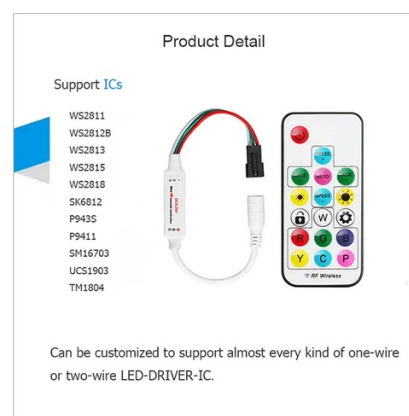 Product Detail
Support ICs
WS2811
WS2812B
WS2813
WS2815
WS2818
SK6812
P943S
P9411
SM16703
UCS1903
TM1804
W
R G B
Y C P
RF Wireless
Can be customized to support almost every kind of one-wire
or two-wire LED-DRIVER-IC.